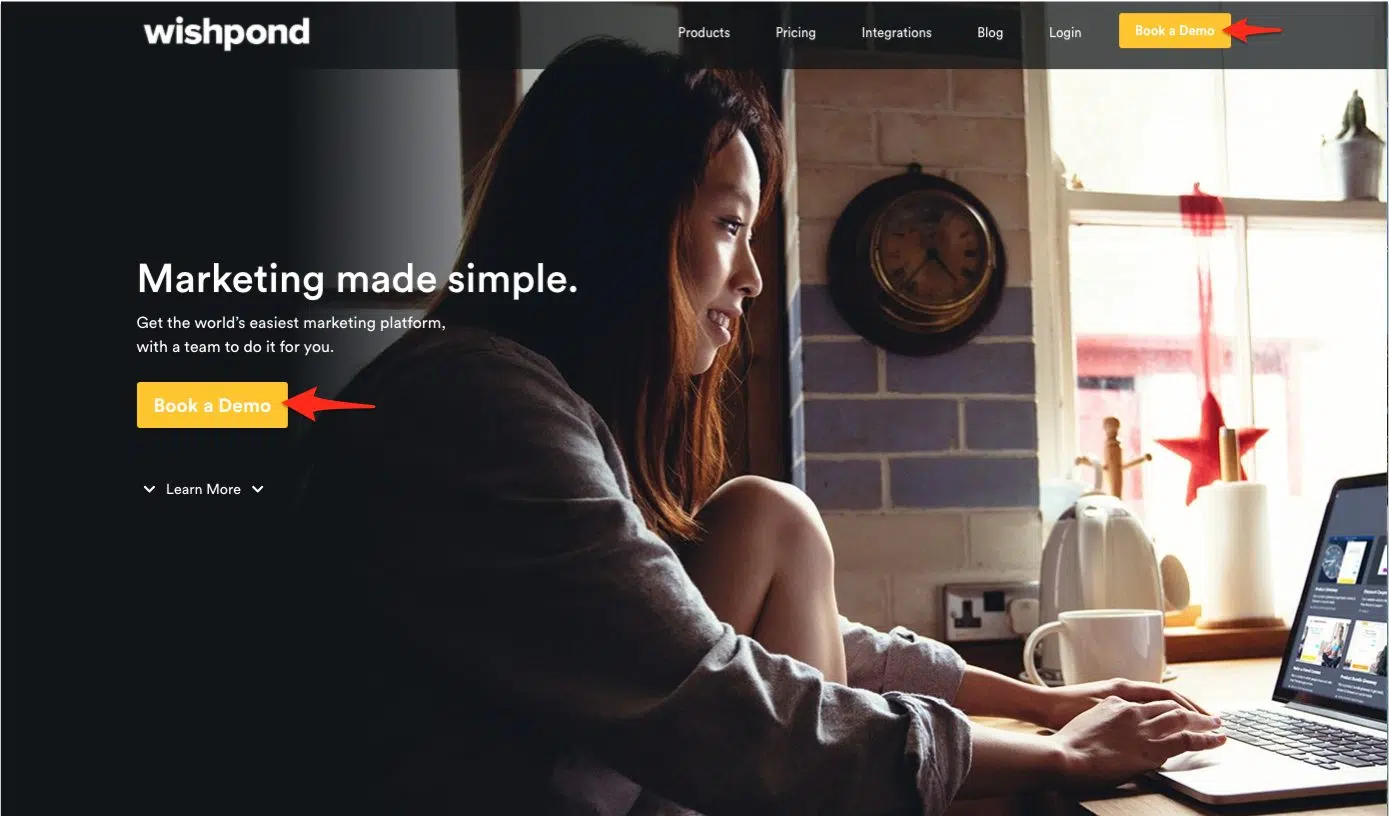 wishpond
Products
Pricing
Integrations
Blog
Login
Book a Demo
Marketing made simple.
Get the world’s easiest marketing platform,
with a team to do it for you.
Book a Demo
Learn More